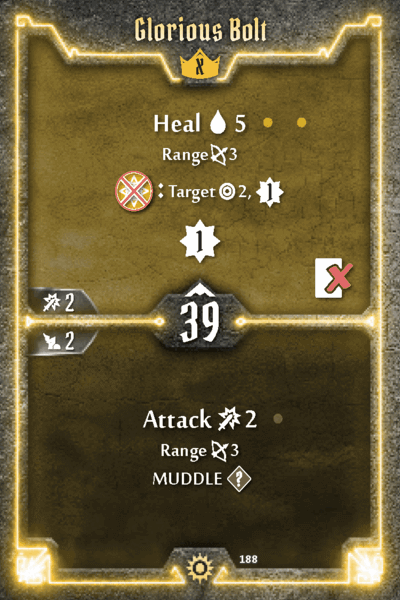 Glorious Bolt
א
Heal 5
Range 3
: Target 2, 1
1
2
39
2
Attack 2
Range 3
MUDDLE ?
188